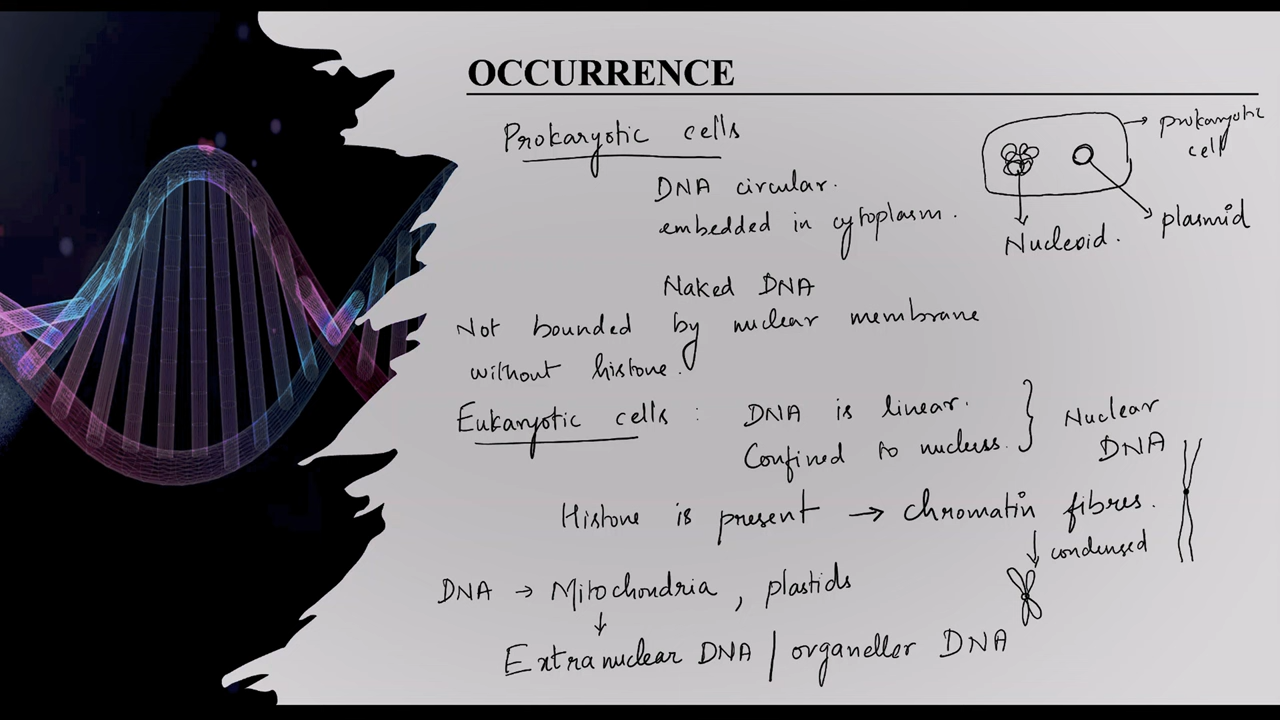 OCCURRENCE
Prokaryotic cells
DNA circular.
embedded in cytoplasm.
prokaryotic
cell
Nucleoid.
plasmid
Naked DNA
Not bounded by nuclear membrane
without histone.
Eukaryotic cells : DNA is linear.
Confined to nucleus.
Nuclear
DNA
Histone is present → chromatin fibres.
condensed
DNA → Mitochondria, plastids
Extranuclear DNA / organeller DNA